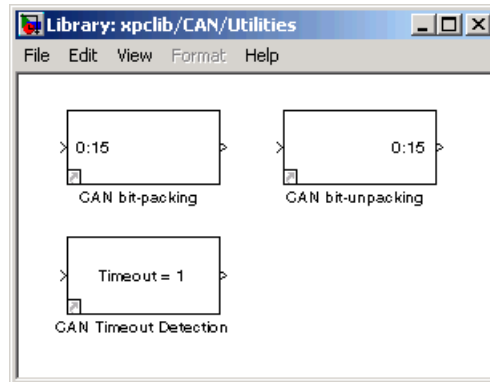 Library: xpclib/CAN/Utilities
File Edit View Format Help
0:15
0:15
CAN bit-packing
CAN bit-unpacking
Timeout = 1
CAN Timeout Detection